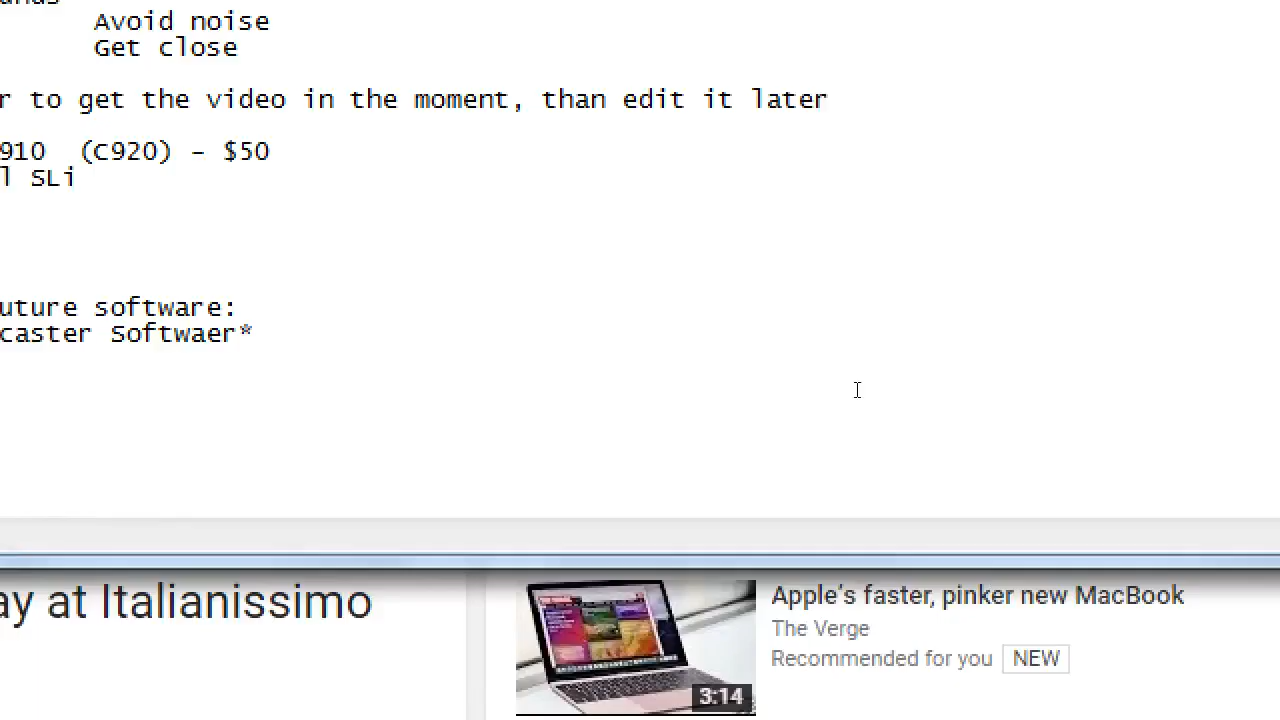 Avoid noise
Get close
r to get the video in the moment, than edit it later
910  (C920) - $50
l SLi
uture software:
caster Softwaer*
ay at Italianissimo
Apple's faster, pinker new MacBook
The Verge
Recommended for you NEW
3:14